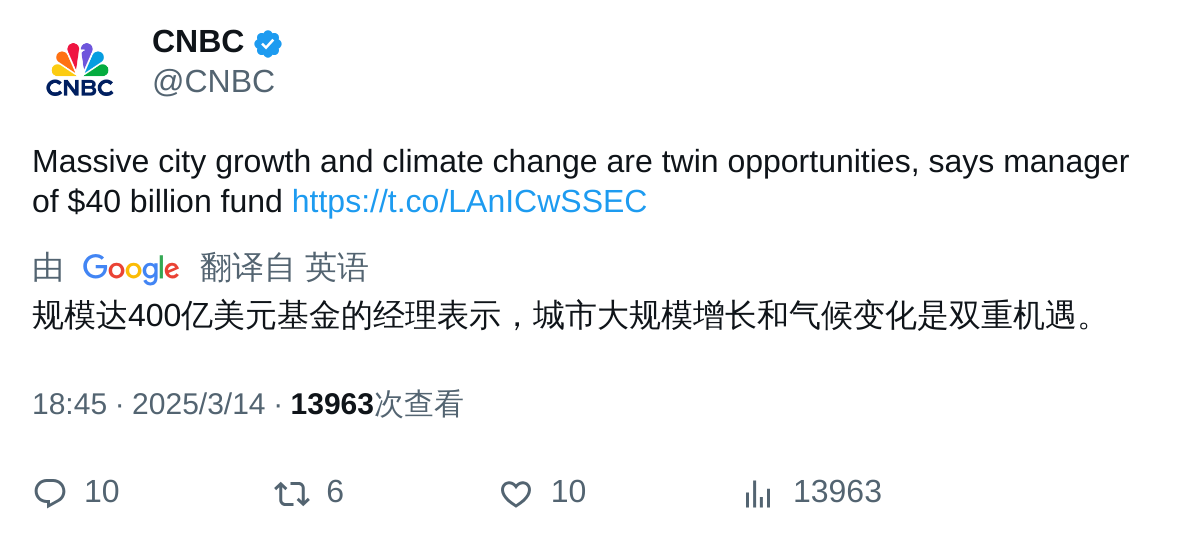 CNBC
@CNBC
CNBC
Massive city growth and climate change are twin opportunities, says manager
of $40 billion fund https://t.co/LAnICwSSEC
由 Google 翻译自 英语
规模达400亿美元基金的经理表示，城市大规模增长和气候变化是双重机遇。
18:45 · 2025/3/14 · 13963次查看
10 6 10 13963